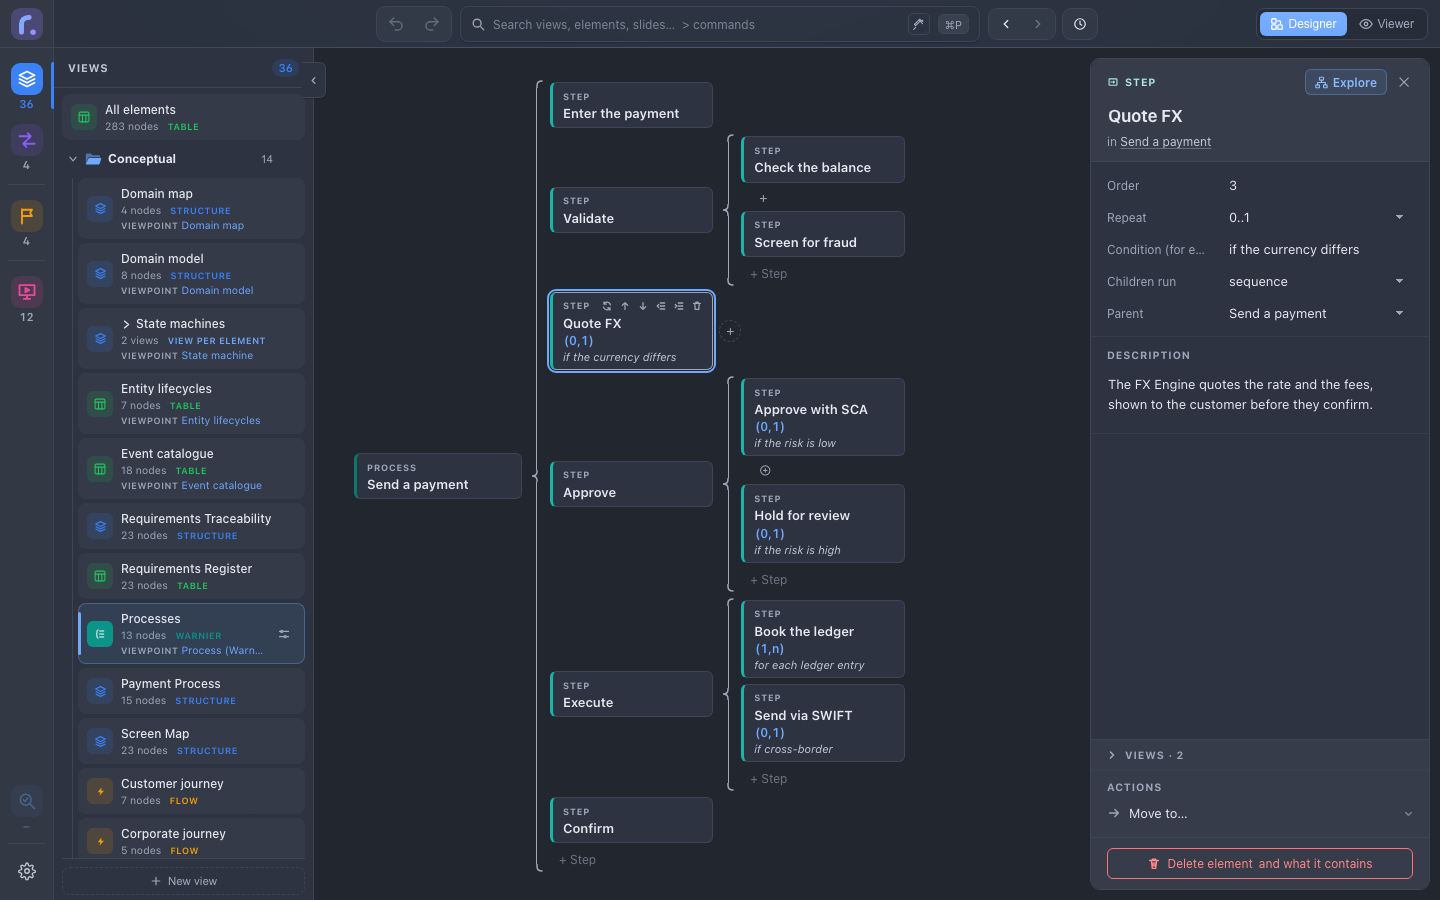 Search views, elements, slides... > commands
⌘P
Designer
Viewer
36
4
4
12
–
VIEWS
36
All elements
283 nodes TABLE
Conceptual 14
Domain map
4 nodes STRUCTURE
VIEWPOINT Domain map
Domain model
8 nodes STRUCTURE
VIEWPOINT Domain model
State machines
2 views VIEW PER ELEMENT
VIEWPOINT State machine
Entity lifecycles
7 nodes TABLE
VIEWPOINT Entity lifecycles
Event catalogue
18 nodes TABLE
VIEWPOINT Event catalogue
Requirements Traceability
23 nodes STRUCTURE
Requirements Register
23 nodes TABLE
Processes
13 nodes WARNIER
VIEWPOINT Process (Warn...
Payment Process
15 nodes STRUCTURE
Screen Map
23 nodes STRUCTURE
Customer journey
7 nodes FLOW
Corporate journey
5 nodes FLOW
+ New view
PROCESS
Send a payment
STEP
Enter the payment
STEP
Validate
STEP
Check the balance
+
STEP
Screen for fraud
+ Step
STEP
Quote FX
(0,1)
if the currency differs
+
STEP
Approve
STEP
Approve with SCA
(0,1)
if the risk is low
STEP
Hold for review
(0,1)
if the risk is high
+ Step
STEP
Execute
STEP
Book the ledger
(1,n)
for each ledger entry
STEP
Send via SWIFT
(0,1)
if cross-border
+ Step
STEP
Confirm
+ Step
STEP
Explore
Quote FX
in Send a payment
Order 3
Repeat 0..1
Condition (for e... if the currency differs
Children run sequence
Parent Send a payment
DESCRIPTION
The FX Engine quotes the rate and the fees,
shown to the customer before they confirm.
VIEWS · 2
ACTIONS
Move to...
Delete element and what it contains